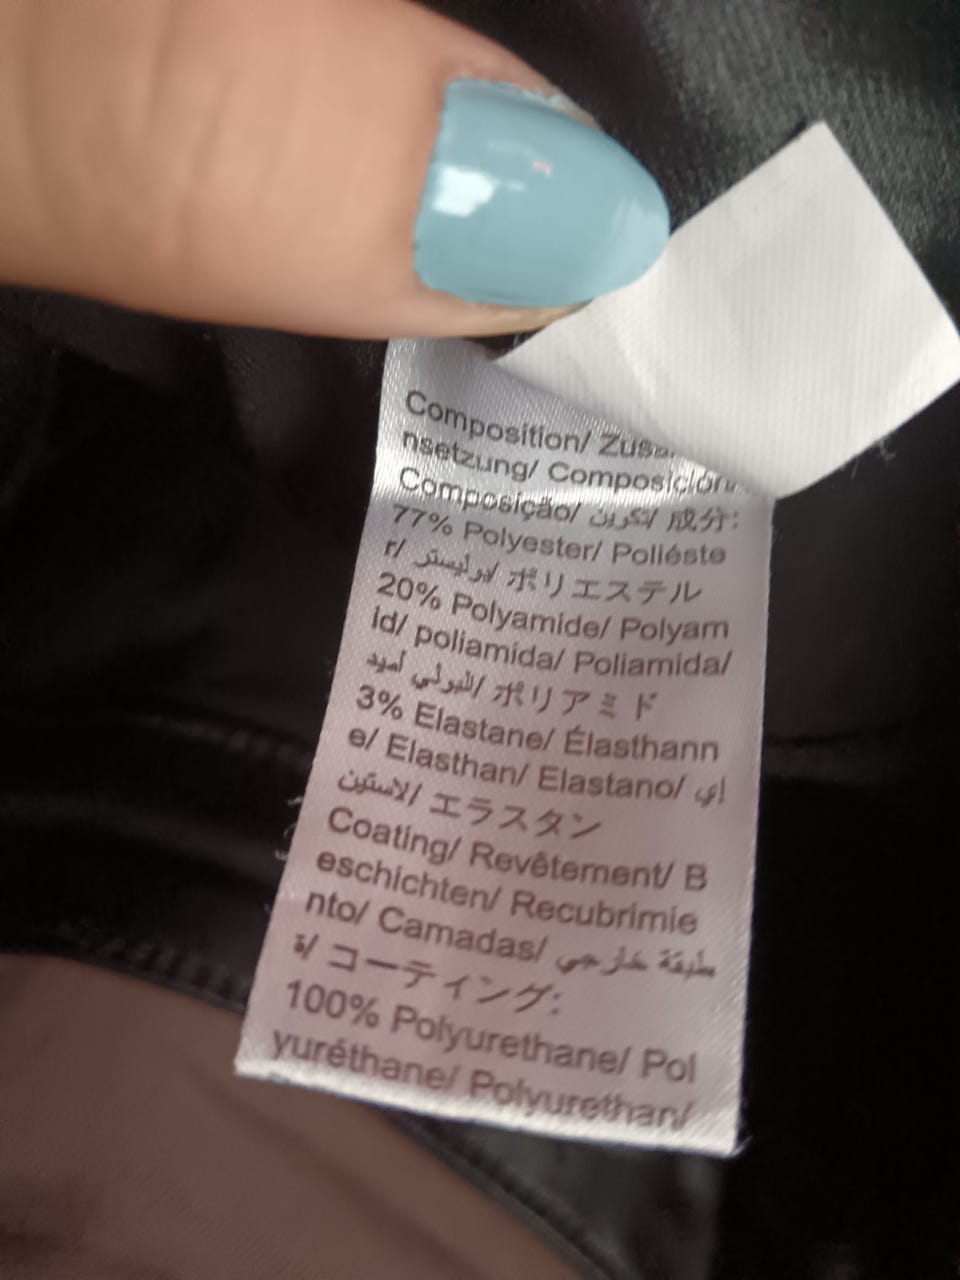 Composition/
nsetzung/ Composición/
Composição/ تكوين/ 成分:
77% Polyester/ Poliéste
r/ بوليستر/ ポリエステル
20% Polyamide/ Polyam
id/ poliamida/ Poliamida/
البولي أميد/ ポリアミド
3% Elastane/ Élasthann
e/ Elasthan/ Elastano/ إي
لاستين/ エラスタン
Coating/ Revêtement/ B
eschichten/ Recubrimie
nto/ Camadas/ طبقة خارجي
ة/ コーティング:
100% Polyurethane/ Pol
yuréthane/ Polyurethan/